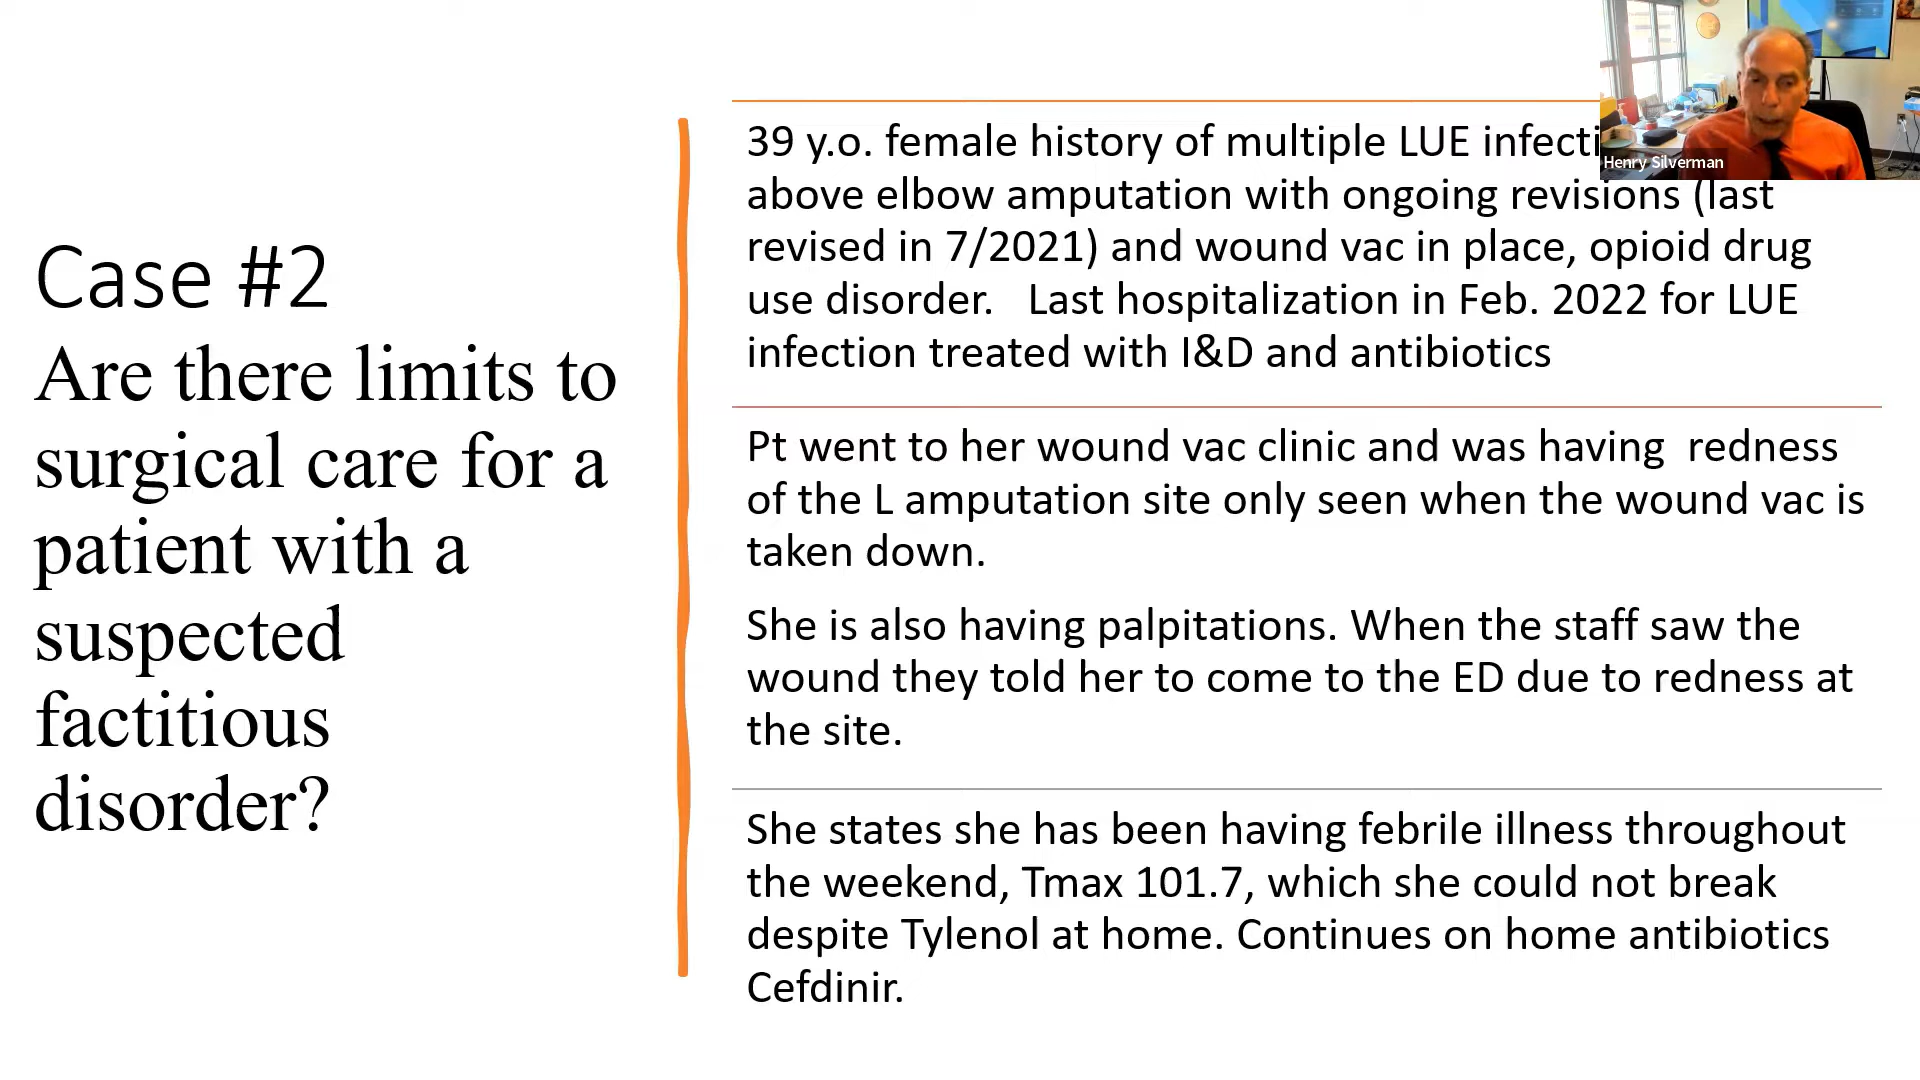 Case #2
Are there limits to
surgical care for a
patient with a
suspected
factitious
disorder?
39 y.o. female history of multiple LUE
above elbow amputation with ongoing revisions (last
revised in 7/2021) and wound vac in place, opioid drug
use disorder. Last hospitalization in Feb. 2022 for LUE
infection treated with I&D and antibiotics
Pt went to her wound vac clinic and was having redness
of the L amputation site only seen when the wound vac is
taken down.
She is also having palpitations. When the staff saw the
wound they told her to come to the ED due to redness at
the site.
She states she has been having febrile illness throughout
the weekend, Tmax 101.7, which she could not break
despite Tylenol at home. Continues on home antibiotics
Cefdinir.
Henry Silverman